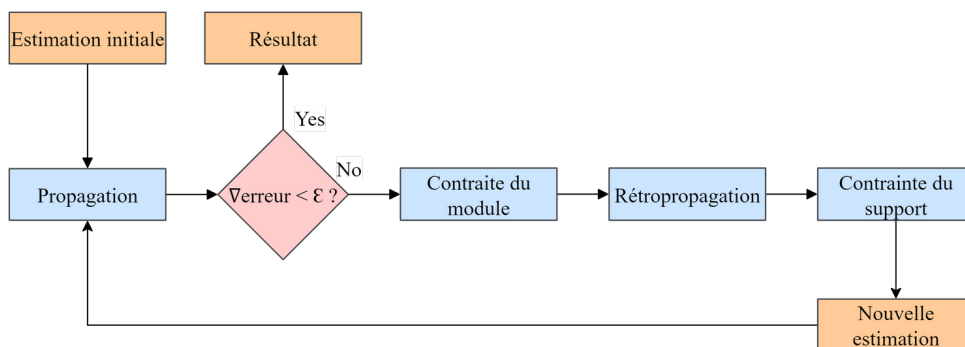 Estimation initiale
Résultat
Yes
No
Propagation
∇erreur < Ɛ ?
Contraite du
module
Rétropropagation
Contrainte du
support
Nouvelle
estimation